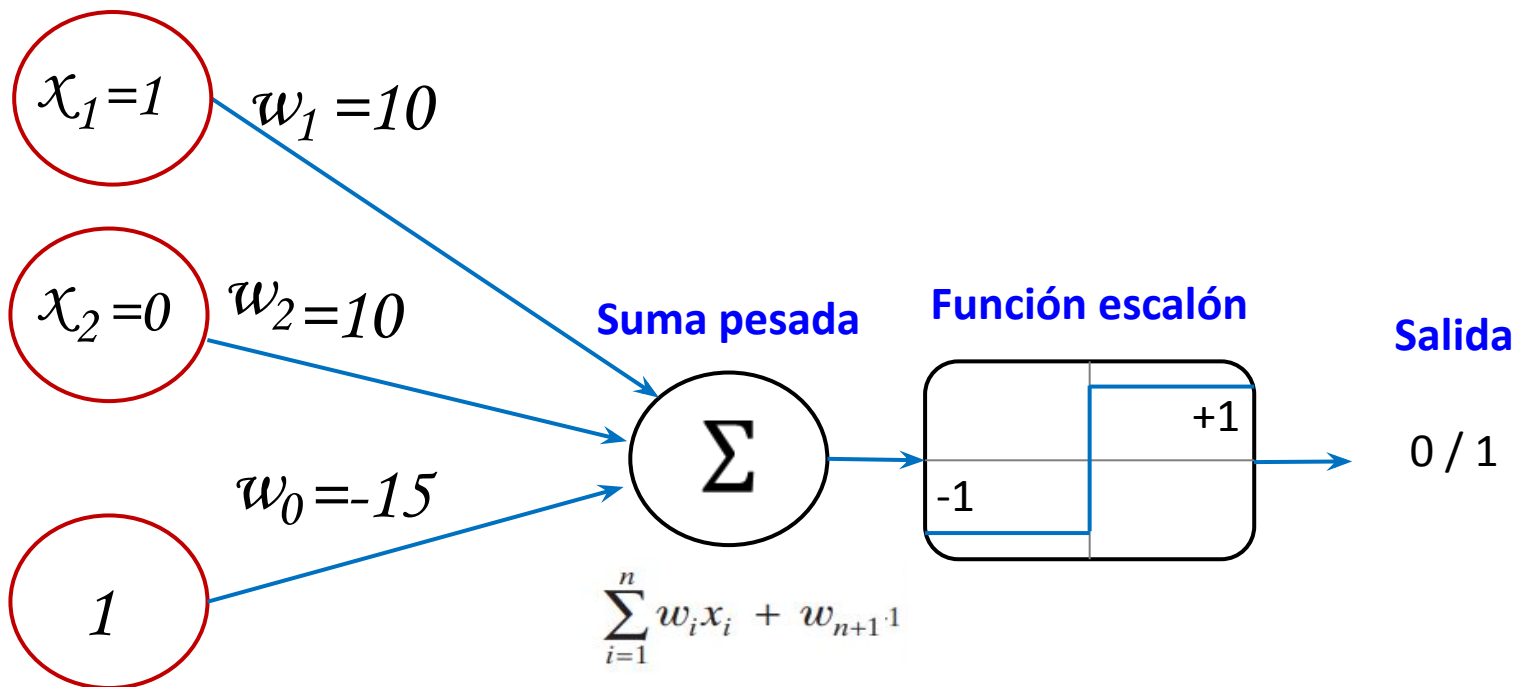 x₁=1
w₁=10
x₂=0
w₂=10
1
w₀=-15
Suma pesada
Σ
n
∑ wᵢxᵢ + wₙ₊₁·1
i=1
Función escalón
+1
-1
Salida
0 / 1